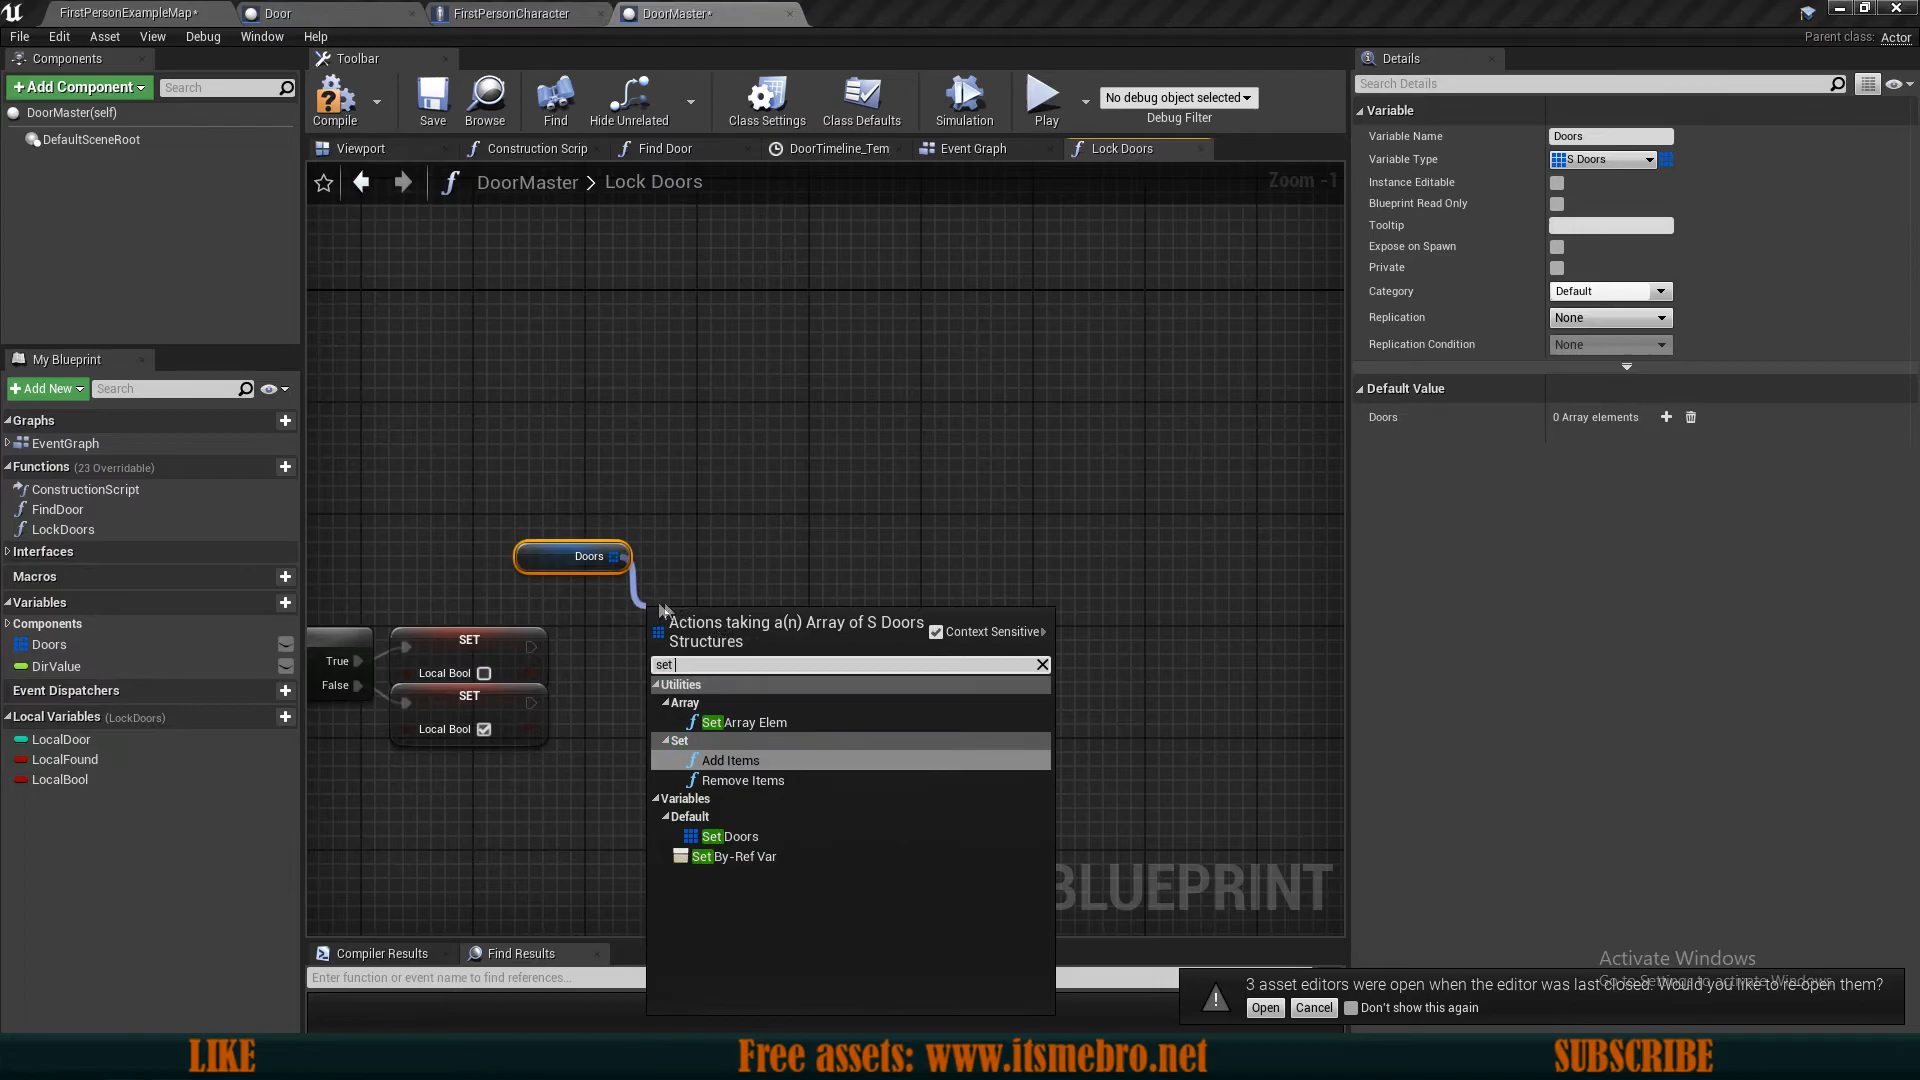 FirstPersonExampleMap*
Door
FirstPersonCharacter
DoorMaster*
File Edit Asset View Debug Window Help
Parent class: Actor
Components
Toolbar
Details
+Add Component
Search
Compile
Save
Browse
Find
Hide Unrelated
Class Settings
Class Defaults
Simulation
Play
No debug object selected
Debug Filter
Search Details
DoorMaster(self)
DefaultSceneRoot
Viewport
Construction Scrip
Find Door
DoorTimeline_Tem
Event Graph
Lock Doors
DoorMaster > Lock Doors
Zoom -1
Variable
Variable Name Doors
Variable Type S Doors
Instance Editable
Blueprint Read Only
Tooltip
Expose on Spawn
Private
Category Default
Replication None
Replication Condition None
Default Value
Doors 0 Array elements
My Blueprint
+Add New
Search
Graphs
EventGraph
Functions (23 Overridable)
ConstructionScript
FindDoor
LockDoors
Interfaces
Macros
Variables
Components
Doors
DirValue
Event Dispatchers
Local Variables (LockDoors)
LocalDoor
LocalFound
LocalBool
Doors
True
False
SET
Local Bool
SET
Local Bool
Actions taking a(n) Array of S Doors
Structures
Context Sensitive
set
Utilities
Array
Set Array Elem
Set
Add Items
Remove Items
Variables
Default
Set Doors
Set By-Ref Var
BLUEPRINT
Compiler Results
Find Results
Enter function or event name to find references...
Activate Windows
Go to Settings to activate Windows.
3 asset editors were open when the editor was last closed. Would you like to re-open them?
Open
Cancel
Don't show this again
LIKE
Free assets: www.itsmebro.net
SUBSCRIBE